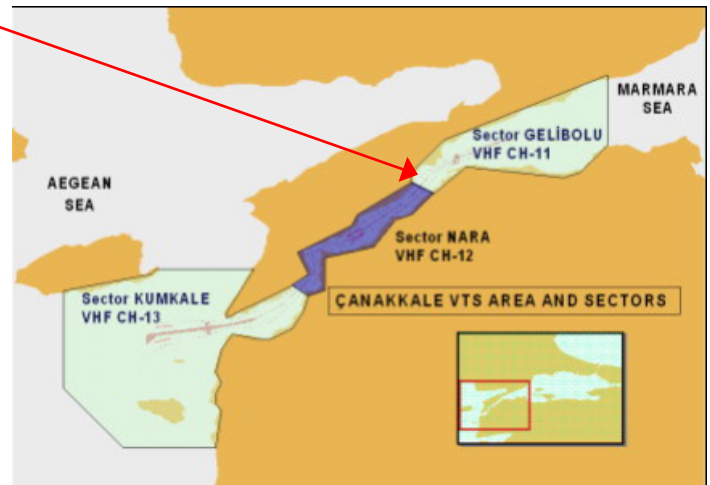 MARMARA
SEA
Sector GELİBOLU
VHF CH-11
AEGEAN
SEA
Sector NARA
VHF CH-12
Sector KUMKALE
VHF CH-13
ÇANAKKALE VTS AREA AND SECTORS